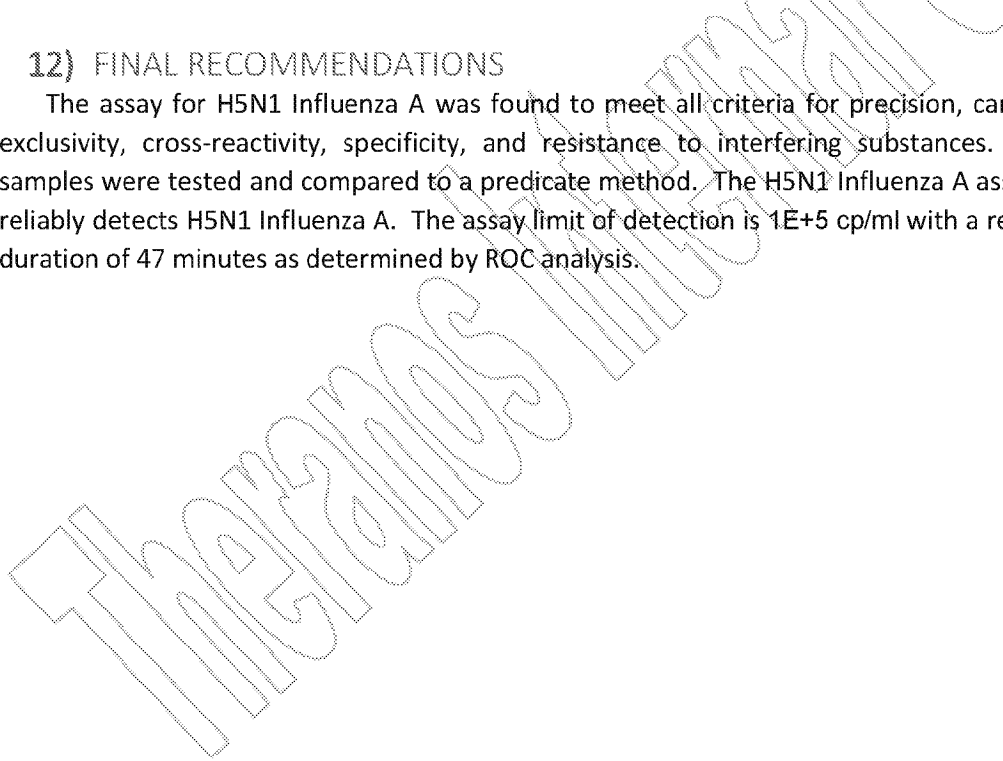 12) FINAL RECOMMENDATIONS
The assay for H5N1 Influenza A was found to meet all criteria for precision,
exclusivity, cross-reactivity, specificity, and resistance to interfering substances.
samples were tested and compared to a predicate method. The H5N1 Influenza A
reliably detects H5N1 Influenza A. The assay limit of detection is 1E+5 cp/ml with a
duration of 47 minutes as determined by ROC analysis.
Theranos Internal